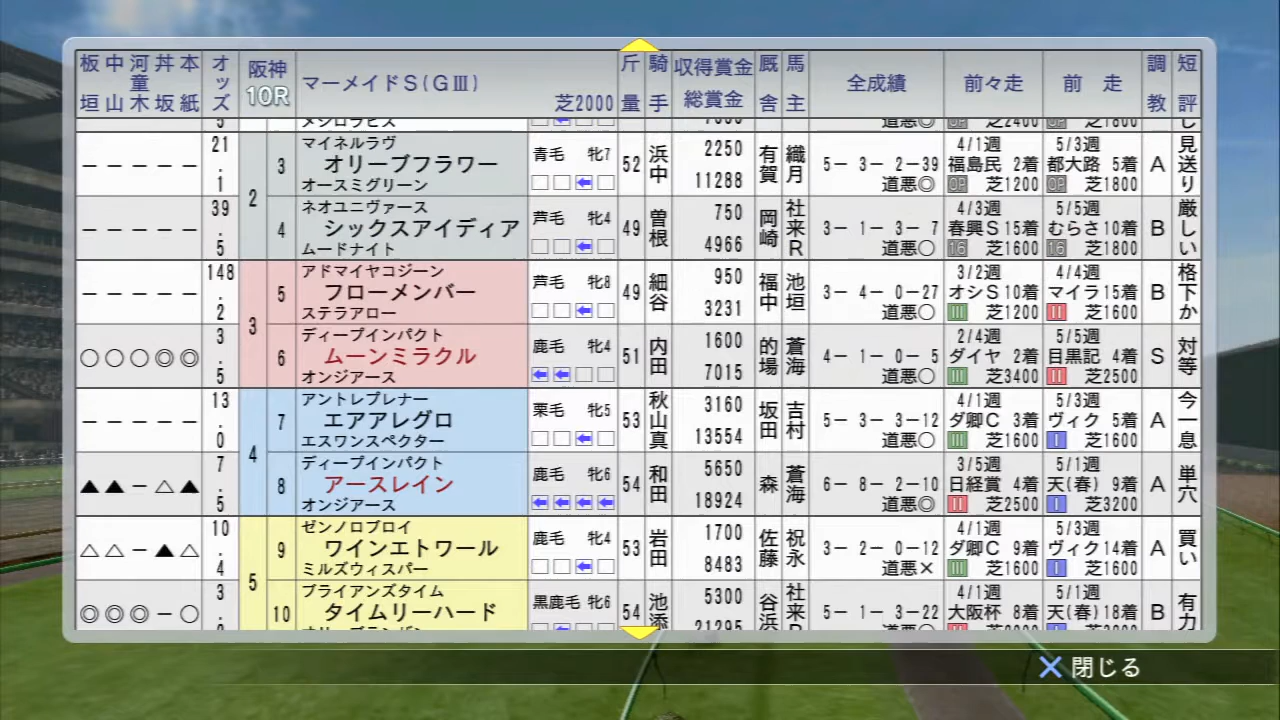 板垣 中山 河童木 丼坂 本紙 オッズ 阪神 10R マーメイドS(GⅢ) 芝2000 斤量 騎手 収得賞金 総賞金 厩舎 馬主 全成績 前々走 前走 調教 短評
マイネルラヴ
－－－－－ 21.1 2 3 オリーブフラワー 青毛 牝7 52 浜中 2250 11288 有賀 織月 5－3－2－39 道悪◎ 4/1週 福島民 2着 OP 芝1200 5/3週 都大路 5着 OP 芝1800 A 見送り
オースミグリーン
ネオユニヴァース
－－－－－ 39.5 4 シックスアイディア 芦毛 牝4 49 曽根 750 4966 岡崎 社来R 3－1－3－7 道悪○ 4/3週 春興S 15着 16 芝1600 5/5週 むらさ 10着 16 芝1800 B 厳しい
ムードナイト
アドマイヤコジーン
－－－－－ 148.2 3 5 フローメンバー 芦毛 牝8 49 細谷 950 3231 福中 池垣 3－4－0－27 道悪○ 3/2週 オシS 10着 Ⅲ 芝1200 4/4週 マイラ 15着 Ⅱ 芝1600 B 格下か
ステラアロー
ディープインパクト
○○○◎◎ 3.5 6 ムーンミラクル 鹿毛 牝4 51 内田 1600 7015 的場 蒼海 4－1－0－5 道悪○ 2/4週 ダイヤ 2着 Ⅲ 芝3400 5/5週 目黒記 4着 Ⅱ 芝2500 S 対等
オンジアース
アントレプレナー
－－－－－ 13.0 4 7 エアアレグロ 栗毛 牝5 53 秋山真 3160 13554 坂田 吉村 5－3－3－12 道悪○ 4/1週 ダ卿C 3着 Ⅲ 芝1600 5/3週 ヴィク 5着 Ⅰ 芝1600 A 今一息
エスワンスペクター
ディープインパクト
▲▲－△▲ 7.5 8 アースレイン 鹿毛 牝6 54 和田 5650 18924 森 蒼海 6－8－2－10 道悪◎ 3/5週 日経賞 4着 Ⅱ 芝2500 5/1週 天(春) 9着 Ⅰ 芝3200 A 単穴
オンジアース
ゼンノロブロイ
△△－▲△ 10.4 5 9 ワインエトワール 鹿毛 牝4 53 岩田 1700 8483 佐藤 祝永 3－2－0－12 道悪× 4/1週 ダ卿C 9着 Ⅲ 芝1600 5/3週 ヴィク 14着 Ⅰ 芝1600 A 買い
ミルズウィスパー
ブライアンズタイム
◎◎◎－○ 3. 10 タイムリーハード 黒鹿毛 牝6 54 池添 5300 21295 谷浜 社来R 5－1－3－22 4/1週 大阪杯 8着 5/1週 天(春) 18着 B 有力
×閉じる